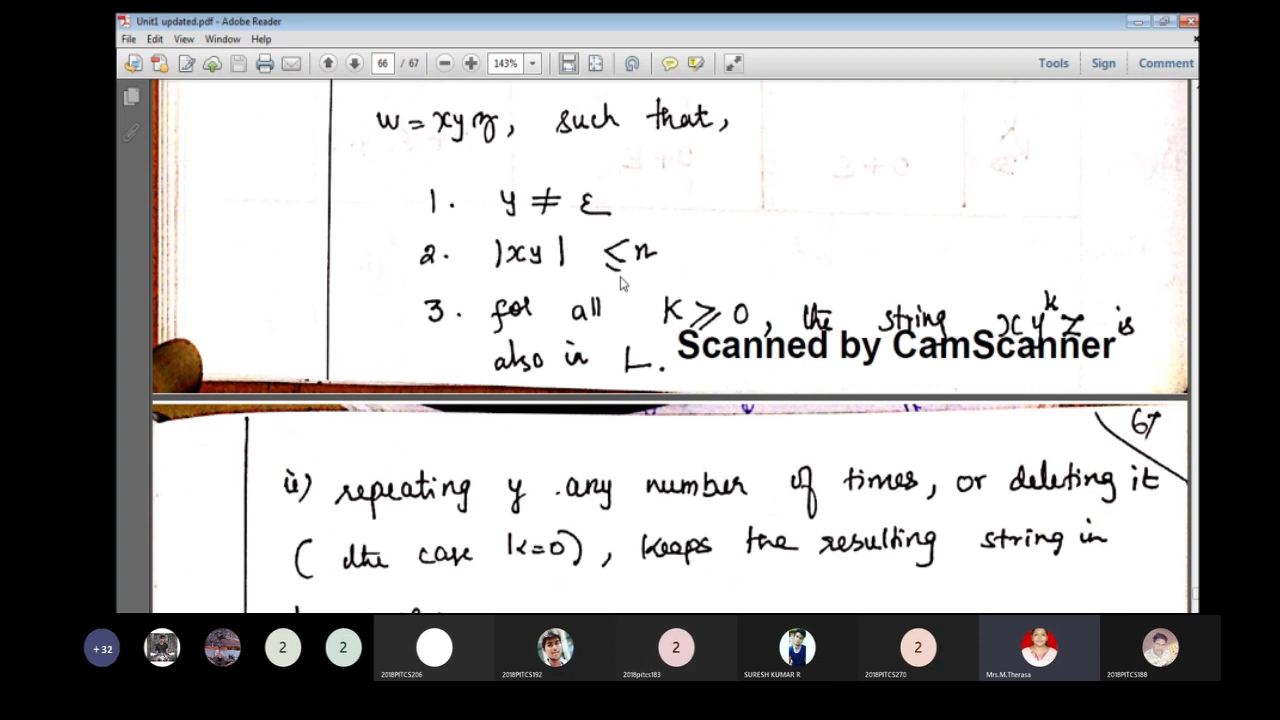 Unit1 updated.pdf - Adobe Reader
File Edit View Window Help
66 / 67 143% Tools Sign Comment
w = xyz, such that,
1. y ≠ ε
2. |xy| ≤ n
3. for all K ≥ 0, the string xy^k z is
also in L.
Scanned by CamScanner
67
ie) repeating y any number of times, or deleting it
(the case k=0), keeps the resulting string in
+32 2 2 2 2
2018PITCS206 2018PITCS192 2018pitcs183 SURESH KUMAR R 2018PITCS270 Mrs.M.Therasa 2018PITCS188